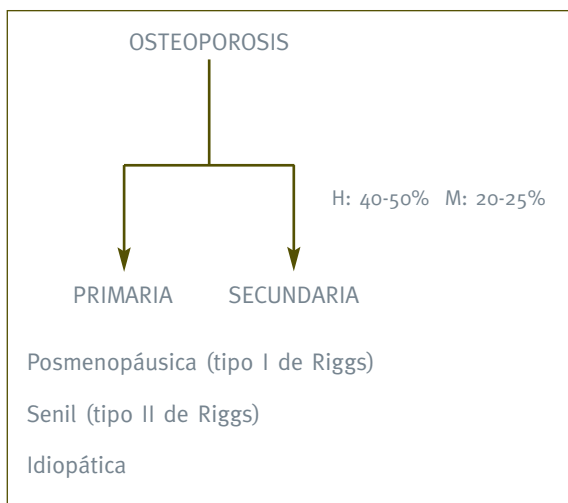 OSTEOPOROSIS
H: 40-50% M: 20-25%
PRIMARIA SECUNDARIA
Posmenopáusica (tipo I de Riggs)
Senil (tipo II de Riggs)
Idiopática